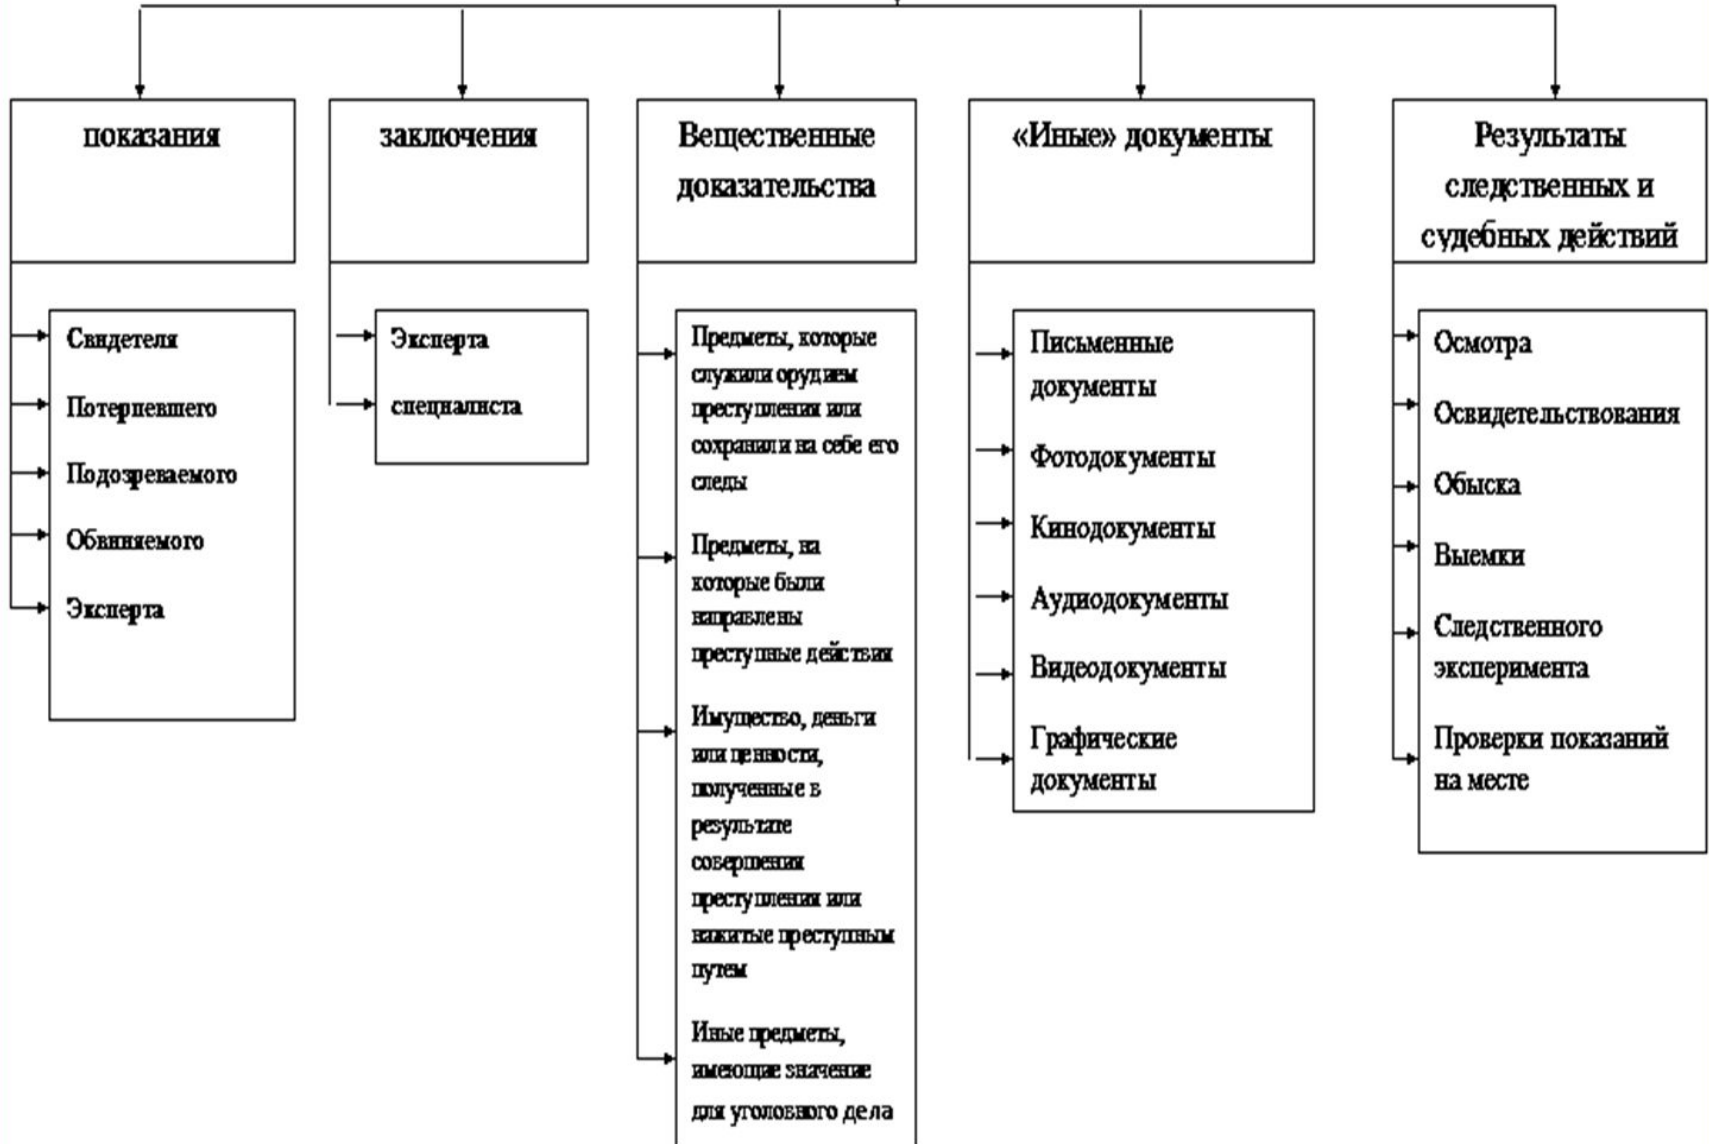 показания
Свидетеля
Потерпевшего
Подозреваемого
Обвиняемого
Эксперта
заключения
Эксперта
специалиста
Вещественные
доказательства
Предметы, которые
служили орудием
преступления или
сохранили на себе его
следы
Предметы, на
которые были
направлены
преступные действия
Имущество, деньги
или ценности,
полученные в
результате
совершения
преступления или
нажитые преступным
путем
Иные предметы,
имеющие значение
для уголовного дела
«Иные» документы
Письменные
документы
Фотодокументы
Кинодокументы
Аудиодокументы
Видеодокументы
Графические
документы
Результаты
следственных и
судебных действий
Осмотра
Освидетельствования
Обыска
Выемки
Следственного
эксперимента
Проверки показаний
на месте